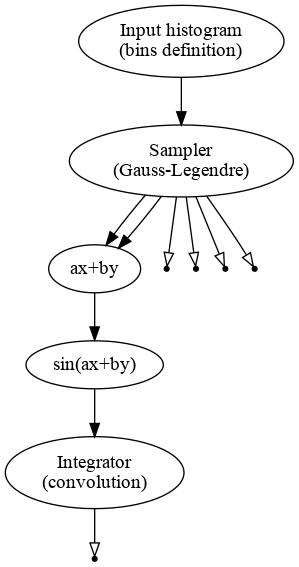 Input histogram
(bins definition)
Sampler
(Gauss-Legendre)
ax+by
sin(ax+by)
Integrator
(convolution)